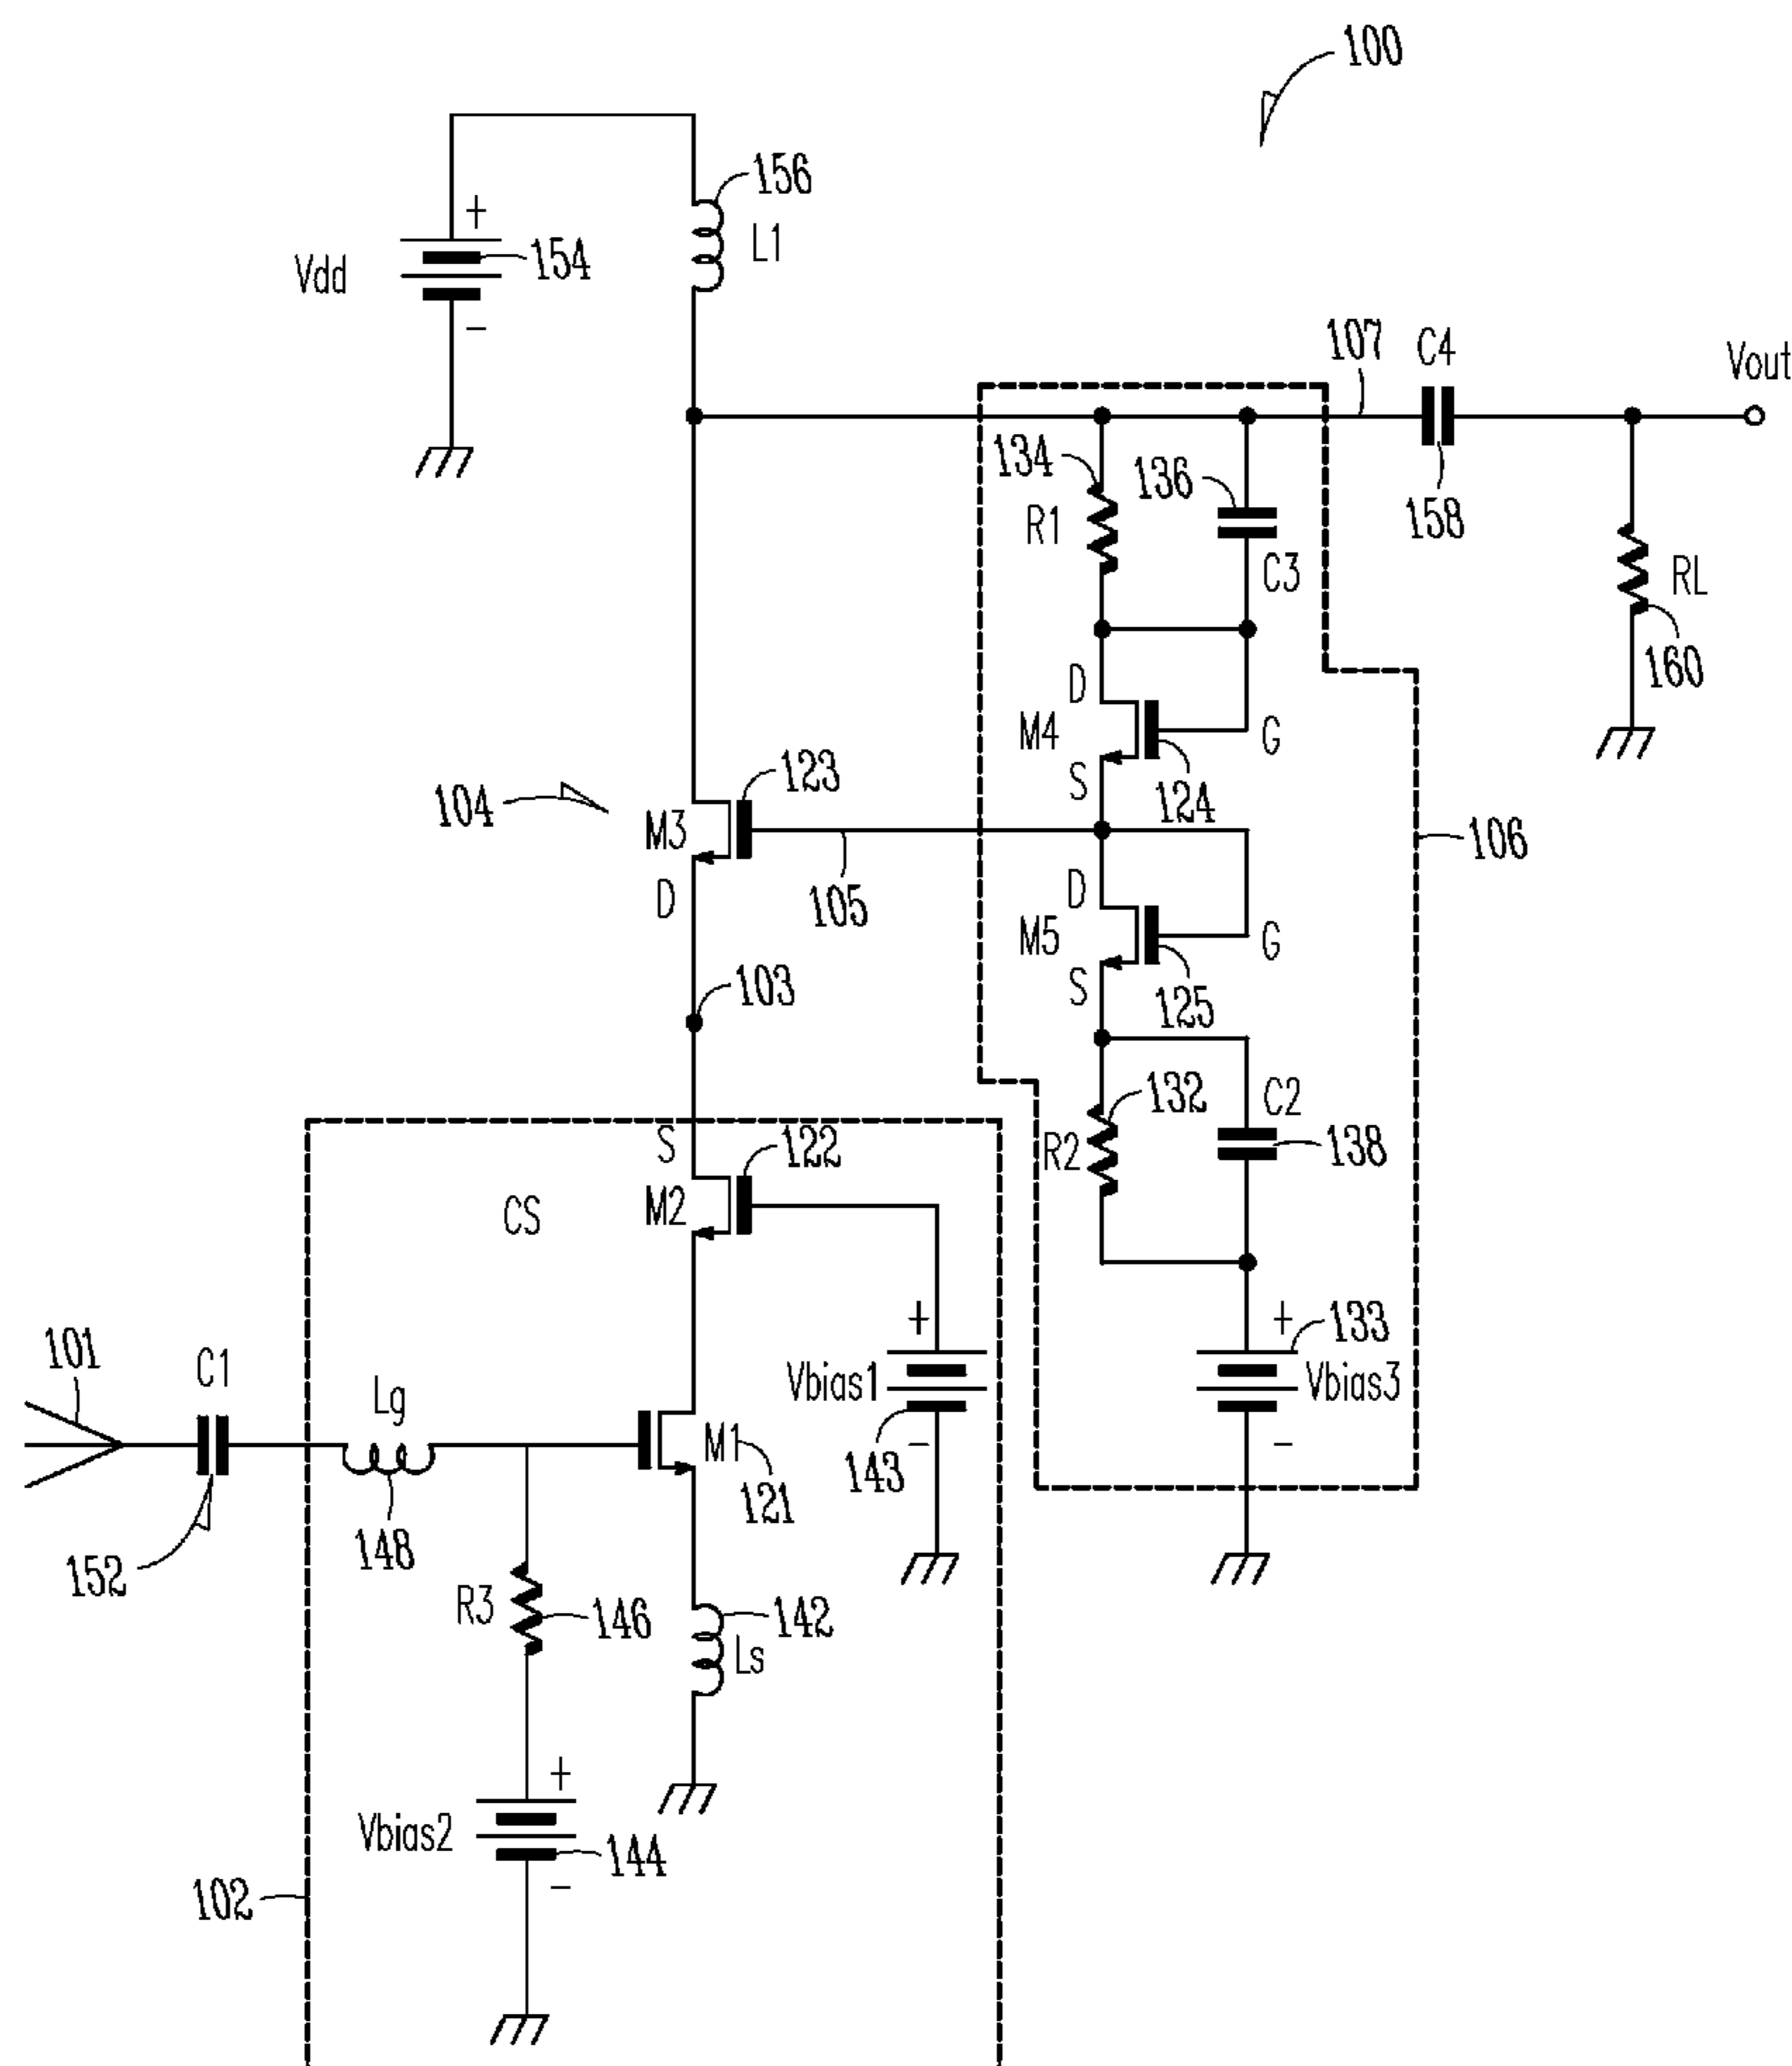 100
156
L1
+
Vdd
154
-
107
C4
Vout
134
136
R1
158
C3
RL
160
D
M4
G
S
124
123
104
M3
105
106
D
D
M5
G
S
125
103
132
C2
R2
138
S
122
M2
CS
+
133
+
Vbias1
Vbias3
101
C1
Lg
M1
-
-
143
121
148
152
R3
146
142
Ls
+
Vbias2
144
-
102